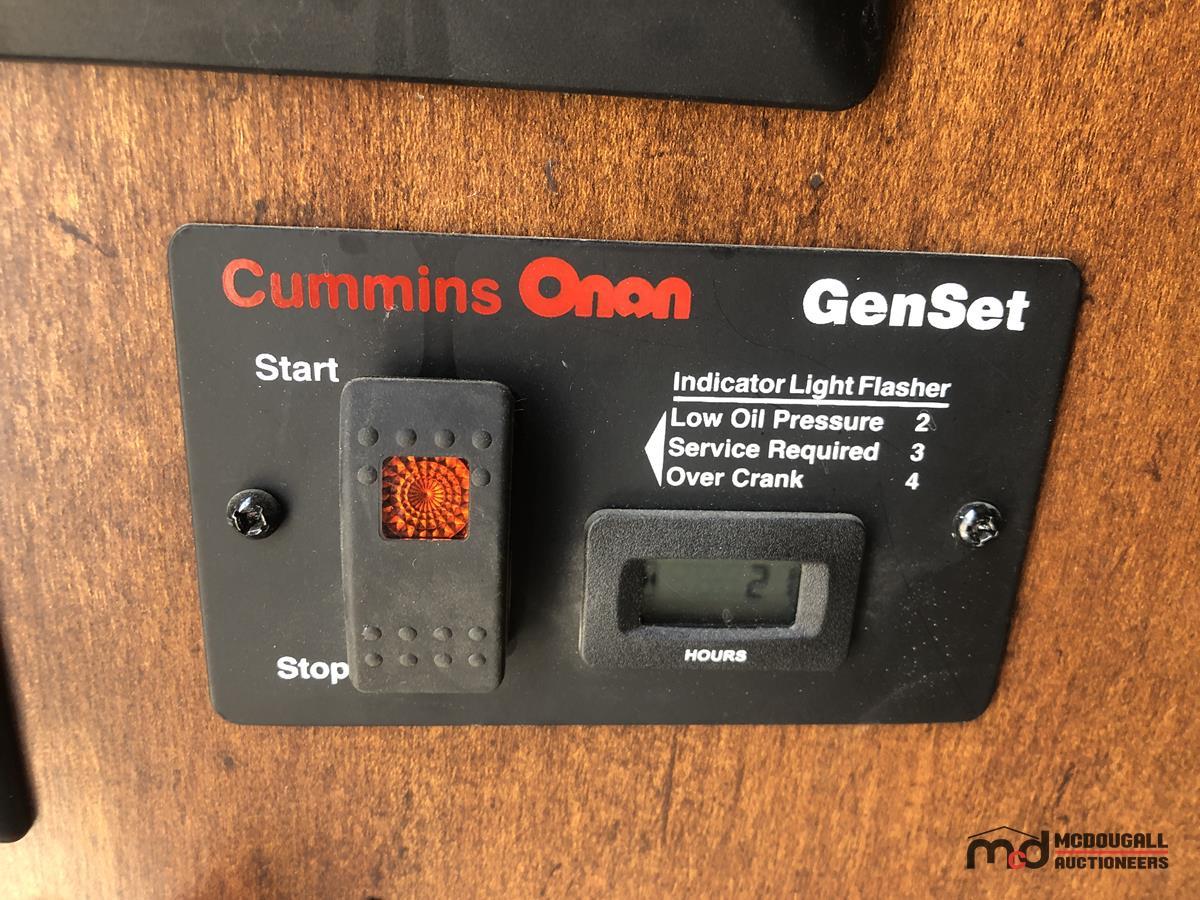 Cummins Onan GenSet
Start
Indicator Light Flasher
Low Oil Pressure 2
Service Required 3
Over Crank 4
HOURS
Stop
mcd MCDOUGALL
AUCTIONEERS